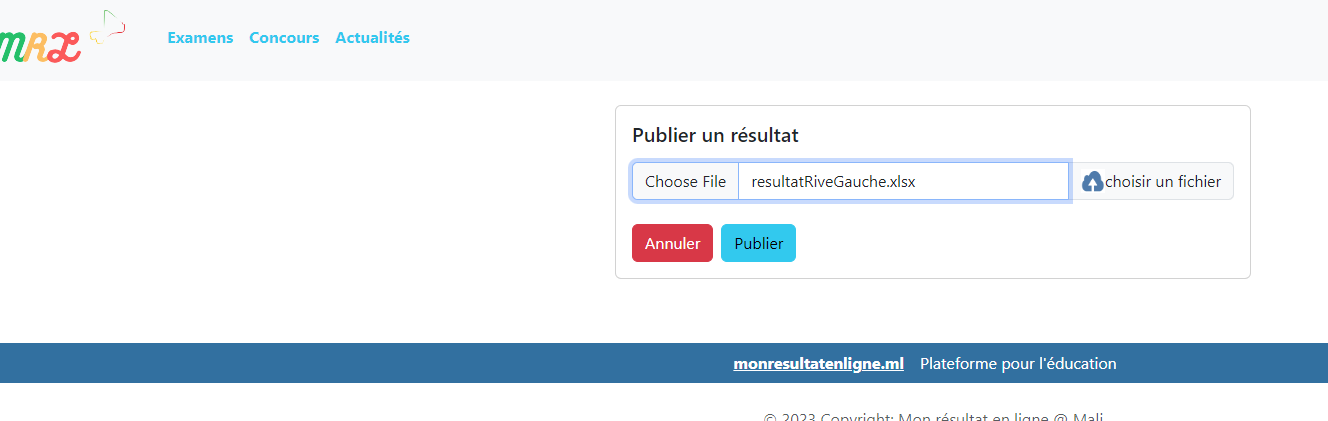 MRL
Examens Concours Actualités
Publier un résultat
Choose File resultatRiveGauche.xlsx choisir un fichier
Annuler Publier
monresultatenligne.ml Plateforme pour l'éducation
© 2023 Copyright: Mon résultat en ligne @ Mali